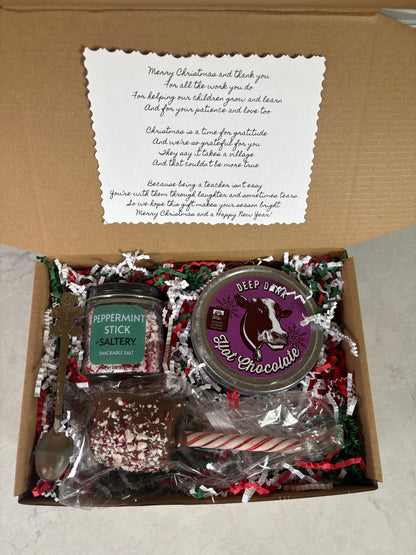 Merry Christmas and thank you
For all the work you do
For helping our children grow and learn
And for your patience and love too
Christmas is a time for gratitude
And we're so grateful for you
They say it takes a village
And that couldn't be more true
Because being a teacher isn't easy
You're with them through laughter and sometimes tears
So we hope this gift makes your season bright
Merry Christmas and a Happy New Year!
PEPPERMINT
STICK
SALTERY
SNACKABLE SALT
DEEP DARK
Hot Chocolate